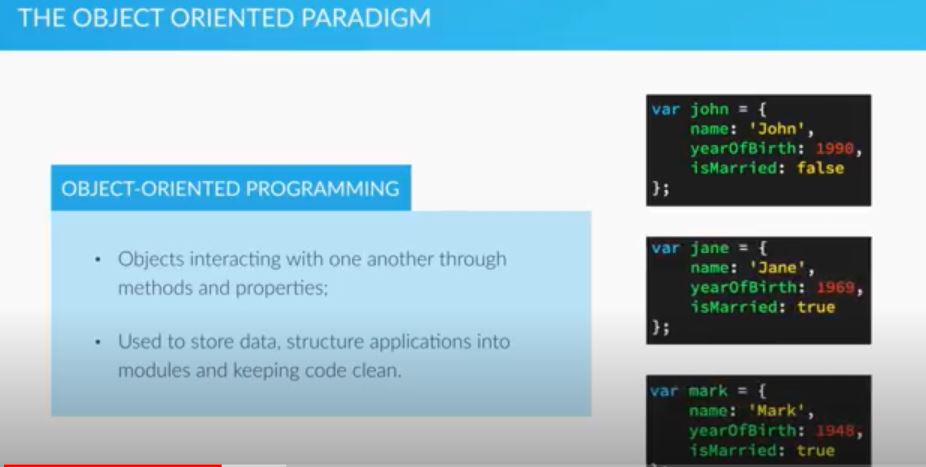 THE OBJECT ORIENTED PARADIGM
OBJECT-ORIENTED PROGRAMMING
• Objects interacting with one another through
methods and properties;
• Used to store data, structure applications into
modules and keeping code clean.
var john = {
name: 'John',
yearOfBirth: 1990,
isMarried: false
};
var jane = {
name: 'Jane',
yearOfBirth: 1969,
isMarried: true
};
var mark = {
name: 'Mark',
yearOfBirth: 1948,
isMarried: true